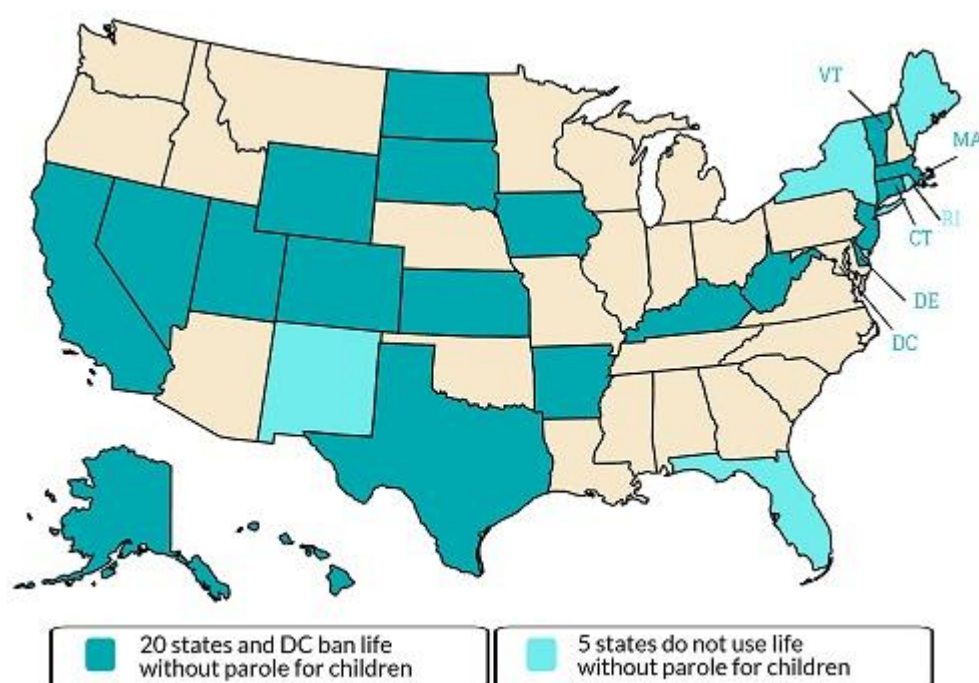 VT
MA
RI
CT
DE
DC
20 states and DC ban life
without parole for children
5 states do not use life
without parole for children